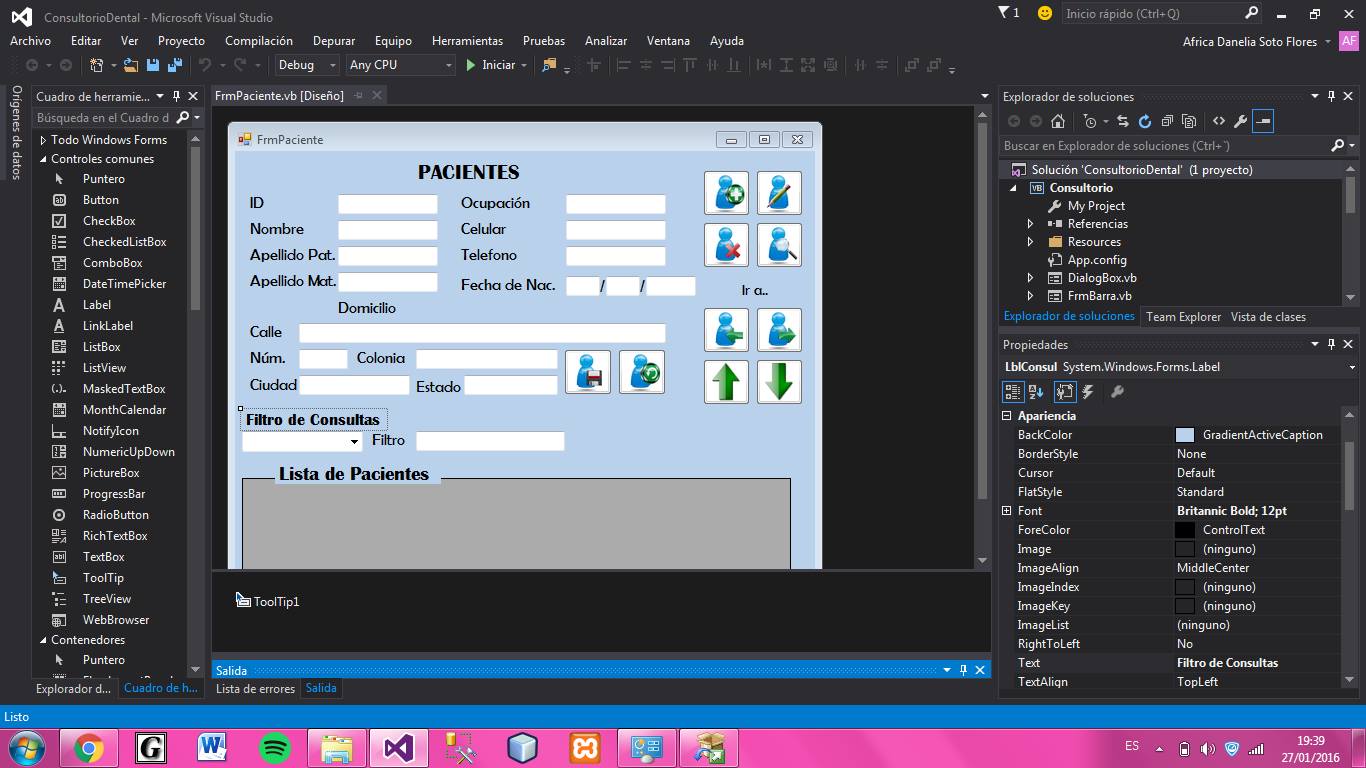 ConsultorioDental - Microsoft Visual Studio
1
Inicio rápido (Ctrl+Q)
Archivo Editar Ver Proyecto Compilación Depurar Equipo Herramientas Pruebas Analizar Ventana Ayuda
Africa Danelia Soto Flores AF
Debug Any CPU Iniciar
Orígenes de datos
Cuadro de herramie...
Búsqueda en el Cuadro d
Todo Windows Forms
Controles comunes
Puntero
Button
CheckBox
CheckedListBox
ComboBox
DateTimePicker
Label
LinkLabel
ListBox
ListView
MaskedTextBox
MonthCalendar
NotifyIcon
NumericUpDown
PictureBox
ProgressBar
RadioButton
RichTextBox
TextBox
ToolTip
TreeView
WebBrowser
Contenedores
Puntero
Explorador d... Cuadro de h...
FrmPaciente.vb [Diseño]
FrmPaciente
PACIENTES
ID Ocupación
Nombre Celular
Apellido Pat. Telefono
Apellido Mat. Fecha de Nac. / /
Ir a..
Domicilio
Calle
Núm. Colonia
Ciudad Estado
Filtro de Consultas
Filtro
Lista de Pacientes
ToolTip1
Salida
Lista de errores Salida
Explorador de soluciones
Buscar en Explorador de soluciones (Ctrl+¨)
Solución 'ConsultorioDental' (1 proyecto)
VB Consultorio
My Project
Referencias
Resources
App.config
DialogBox.vb
FrmBarra.vb
Explorador de soluciones Team Explorer Vista de clases
Propiedades
LblConsul System.Windows.Forms.Label
Apariencia
BackColor GradientActiveCaption
BorderStyle None
Cursor Default
FlatStyle Standard
Font Britannic Bold; 12pt
ForeColor ControlText
Image (ninguno)
ImageAlign MiddleCenter
ImageIndex (ninguno)
ImageKey (ninguno)
ImageList (ninguno)
RightToLeft No
Text Filtro de Consultas
TextAlign TopLeft
Listo
ES
19:39
27/01/2016